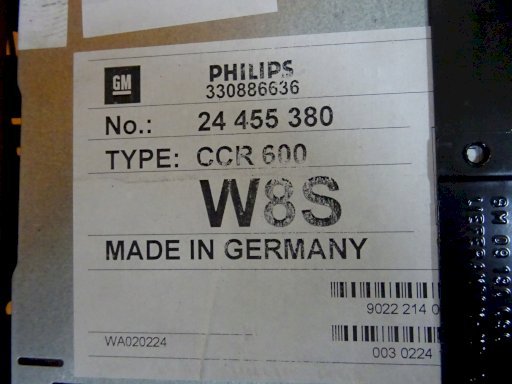 GM
PHILIPS
330886636
No.: 24 455 380
TYPE: CCR 600
W8S
MADE IN GERMANY
9022 214 0
WA020224
003 0224